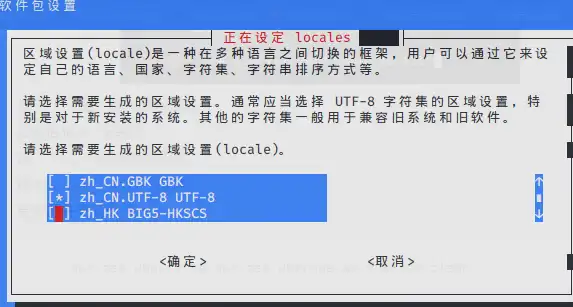 软件包设置
正在设定 locales
区域设置(locale)是一种在多种语言之间切换的框架，用户可以通过它来设
定自己的语言、国家、字符集、字符串排序方式等。
请选择需要生成的区域设置。通常应当选择 UTF-8 字符集的区域设置，特
别是对于新安装的系统。其他的字符集一般用于兼容旧系统和旧软件。
请选择需要生成的区域设置(locale)。
[ ] zh_CN.GBK GBK
[*] zh_CN.UTF-8 UTF-8
[ ] zh_HK BIG5-HKSCS
<确定> <取消>